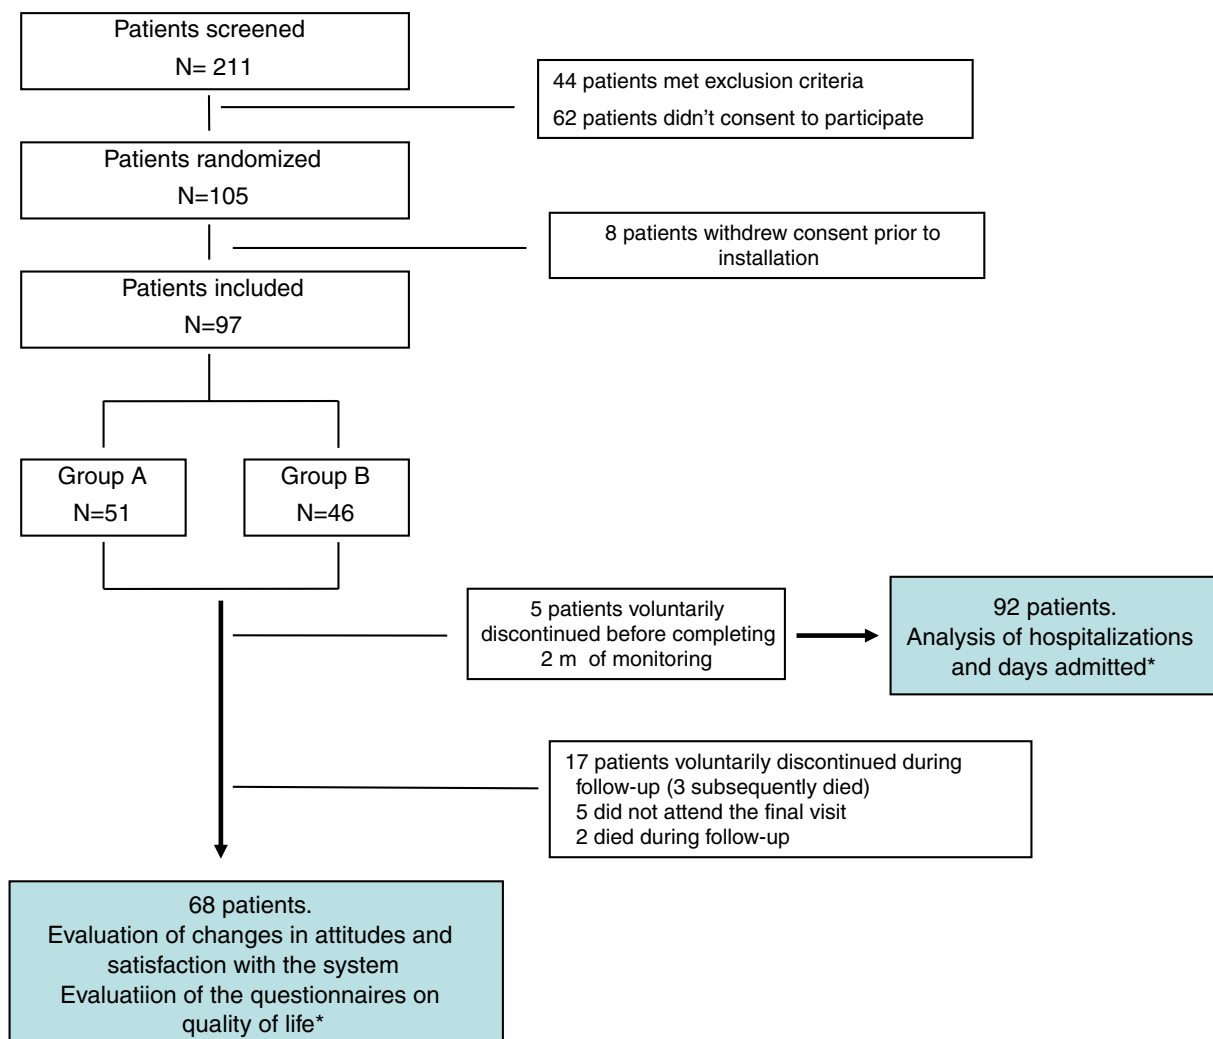 Patients screened
N= 211
44 patients met exclusion criteria
62 patients didn't consent to participate
Patients randomized
N=105
8 patients withdrew consent prior to
installation
Patients included
N=97
Group A
N=51
Group B
N=46
5 patients voluntarily
discontinued before completing
2 m of monitoring
92 patients.
Analysis of hospitalizations
and days admitted*
17 patients voluntarily discontinued during
follow-up (3 subsequently died)
5 did not attend the final visit
2 died during follow-up
68 patients.
Evaluation of changes in attitudes and
satisfaction with the system
Evaluatiion of the questionnaires on
quality of life*